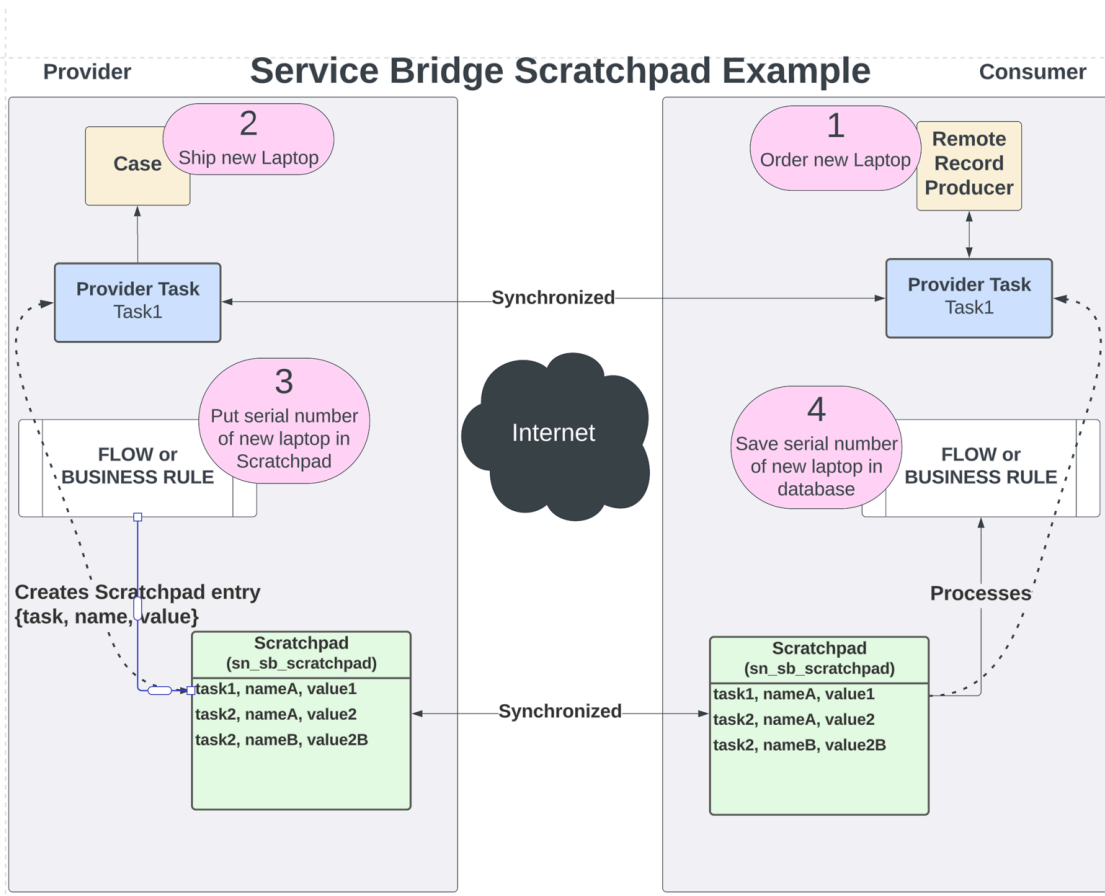 Service Bridge Scratchpad Example
Provider
Consumer
2
Ship new Laptop
Case
Provider Task
Task1
3
Put serial number
of new laptop in
Scratchpad
FLOW or
BUSINESS RULE
Creates Scratchpad entry
{task, name, value}
Scratchpad
(sn_sb_scratchpad)
task1, nameA, value1
task2, nameA, value2
task2, nameB, value2B
Synchronized
Internet
Synchronized
1
Order new Laptop
Remote
Record
Producer
Provider Task
Task1
4
Save serial number
of new laptop in
database
FLOW or
BUSINESS RULE
Processes
Scratchpad
(sn_sb_scratchpad)
task1, nameA, value1
task2, nameA, value2
task2, nameB, value2B